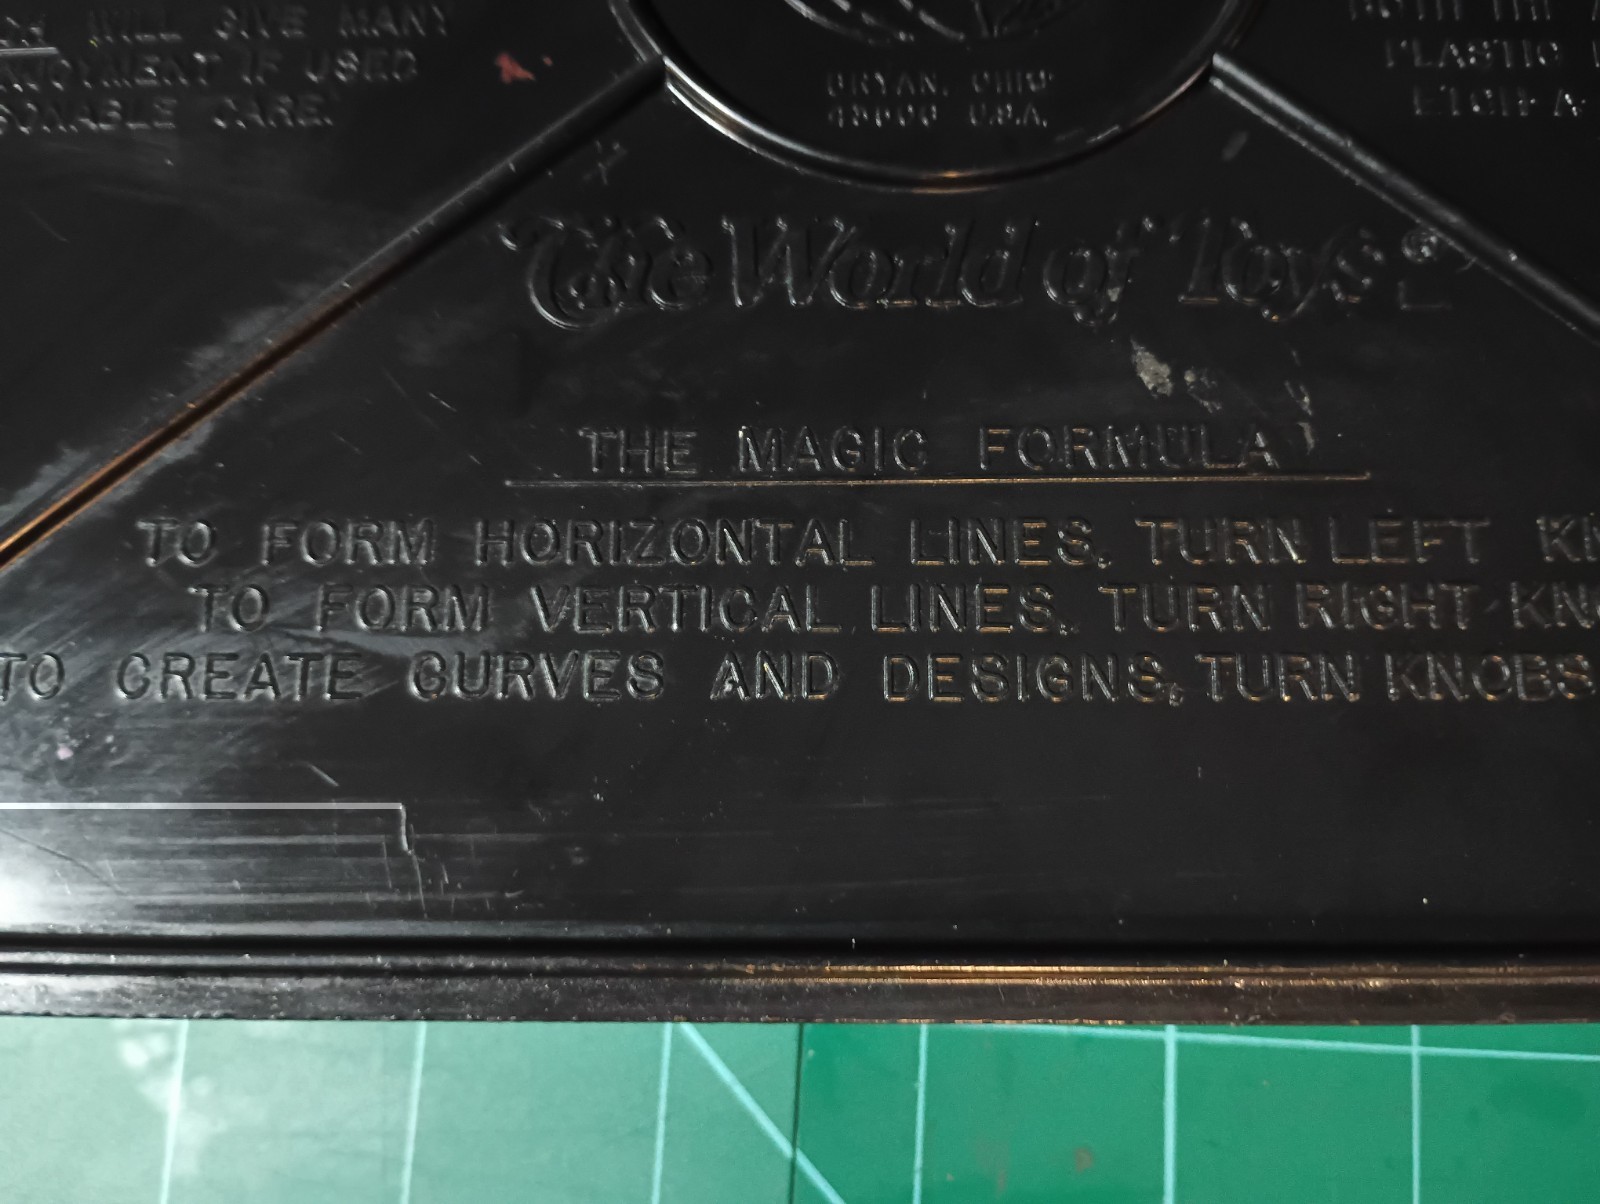 WILL GIVE MANY
IF USED
CARE.
BRYAN, OHIO
U.S.A.
PLASTIC
The World of Toys®
THE MAGIC FORMULA
TO FORM HORIZONTAL LINES, TURN LEFT
TO FORM VERTICAL LINES, TURN RIGHT
TO CREATE CURVES AND DESIGNS, TURN KNOBS